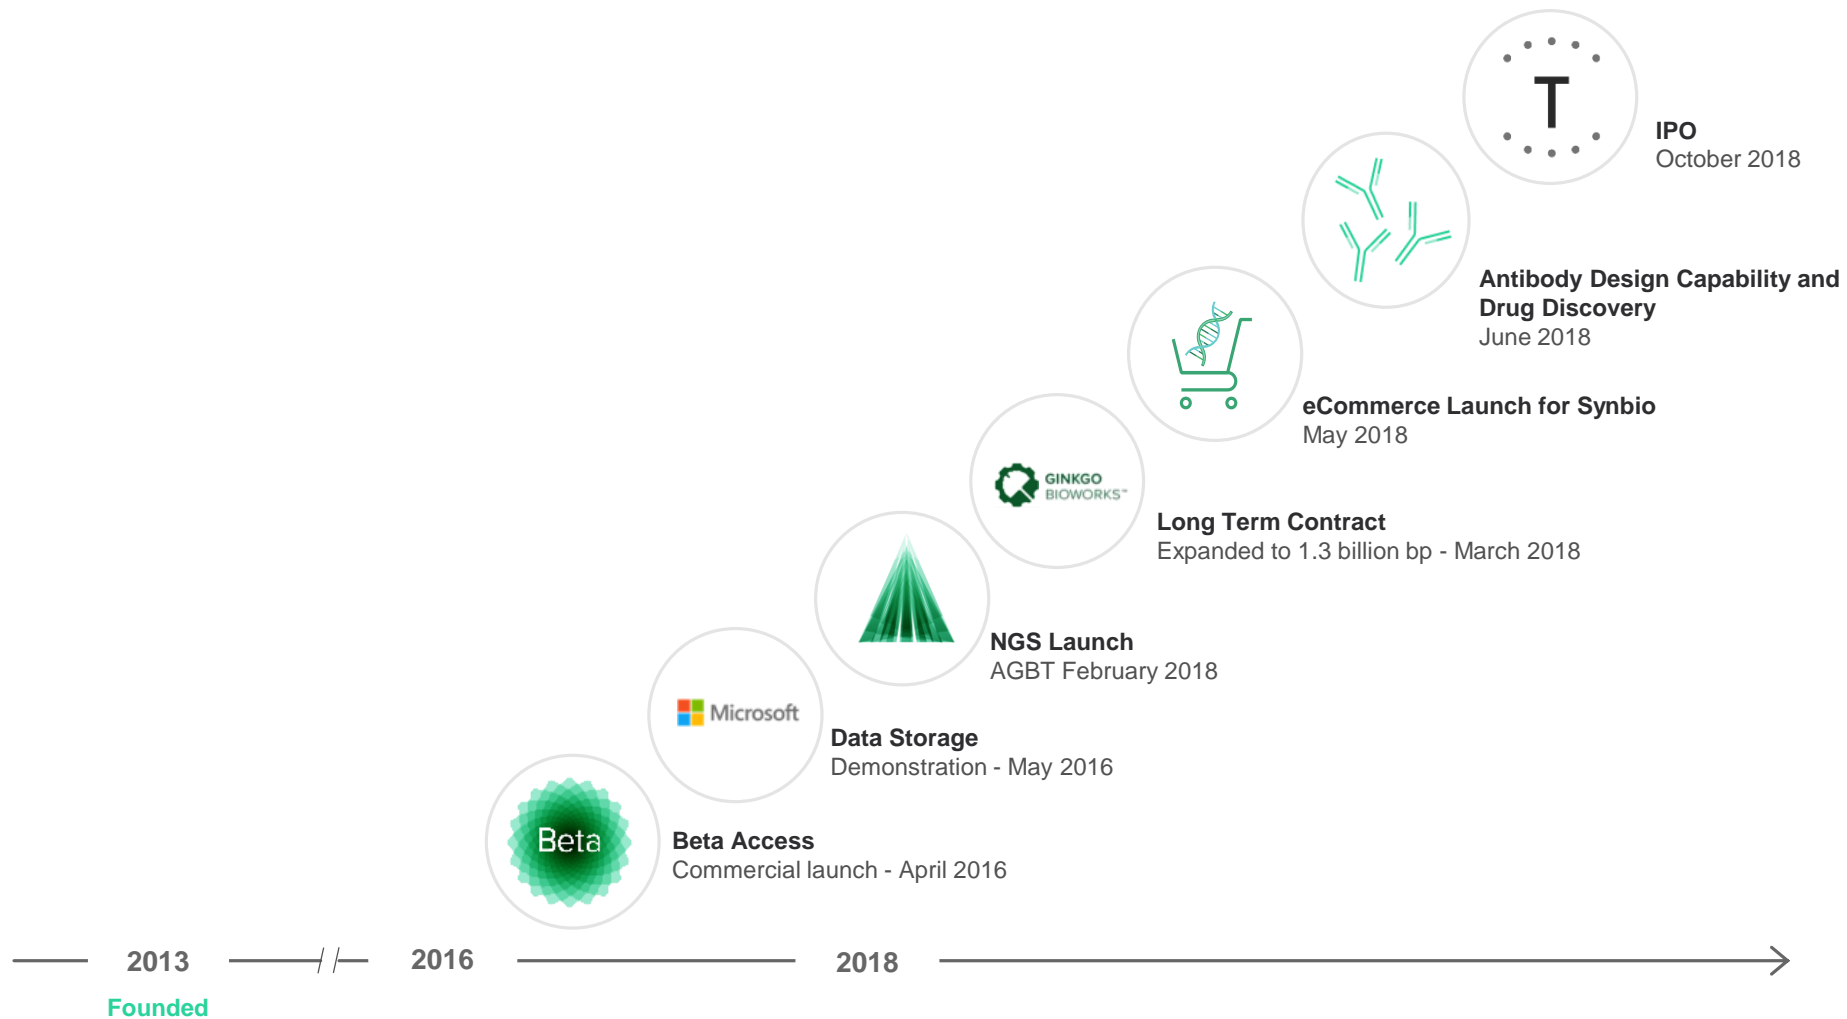 T
IPO
October 2018
Antibody Design Capability and
Drug Discovery
June 2018
eCommerce Launch for Synbio
May 2018
GINKGO
BIOWORKS™
Long Term Contract
Expanded to 1.3 billion bp - March 2018
NGS Launch
AGBT February 2018
Microsoft
Data Storage
Demonstration - May 2016
Beta
Beta Access
Commercial launch - April 2016
2013
2016
2018
Founded